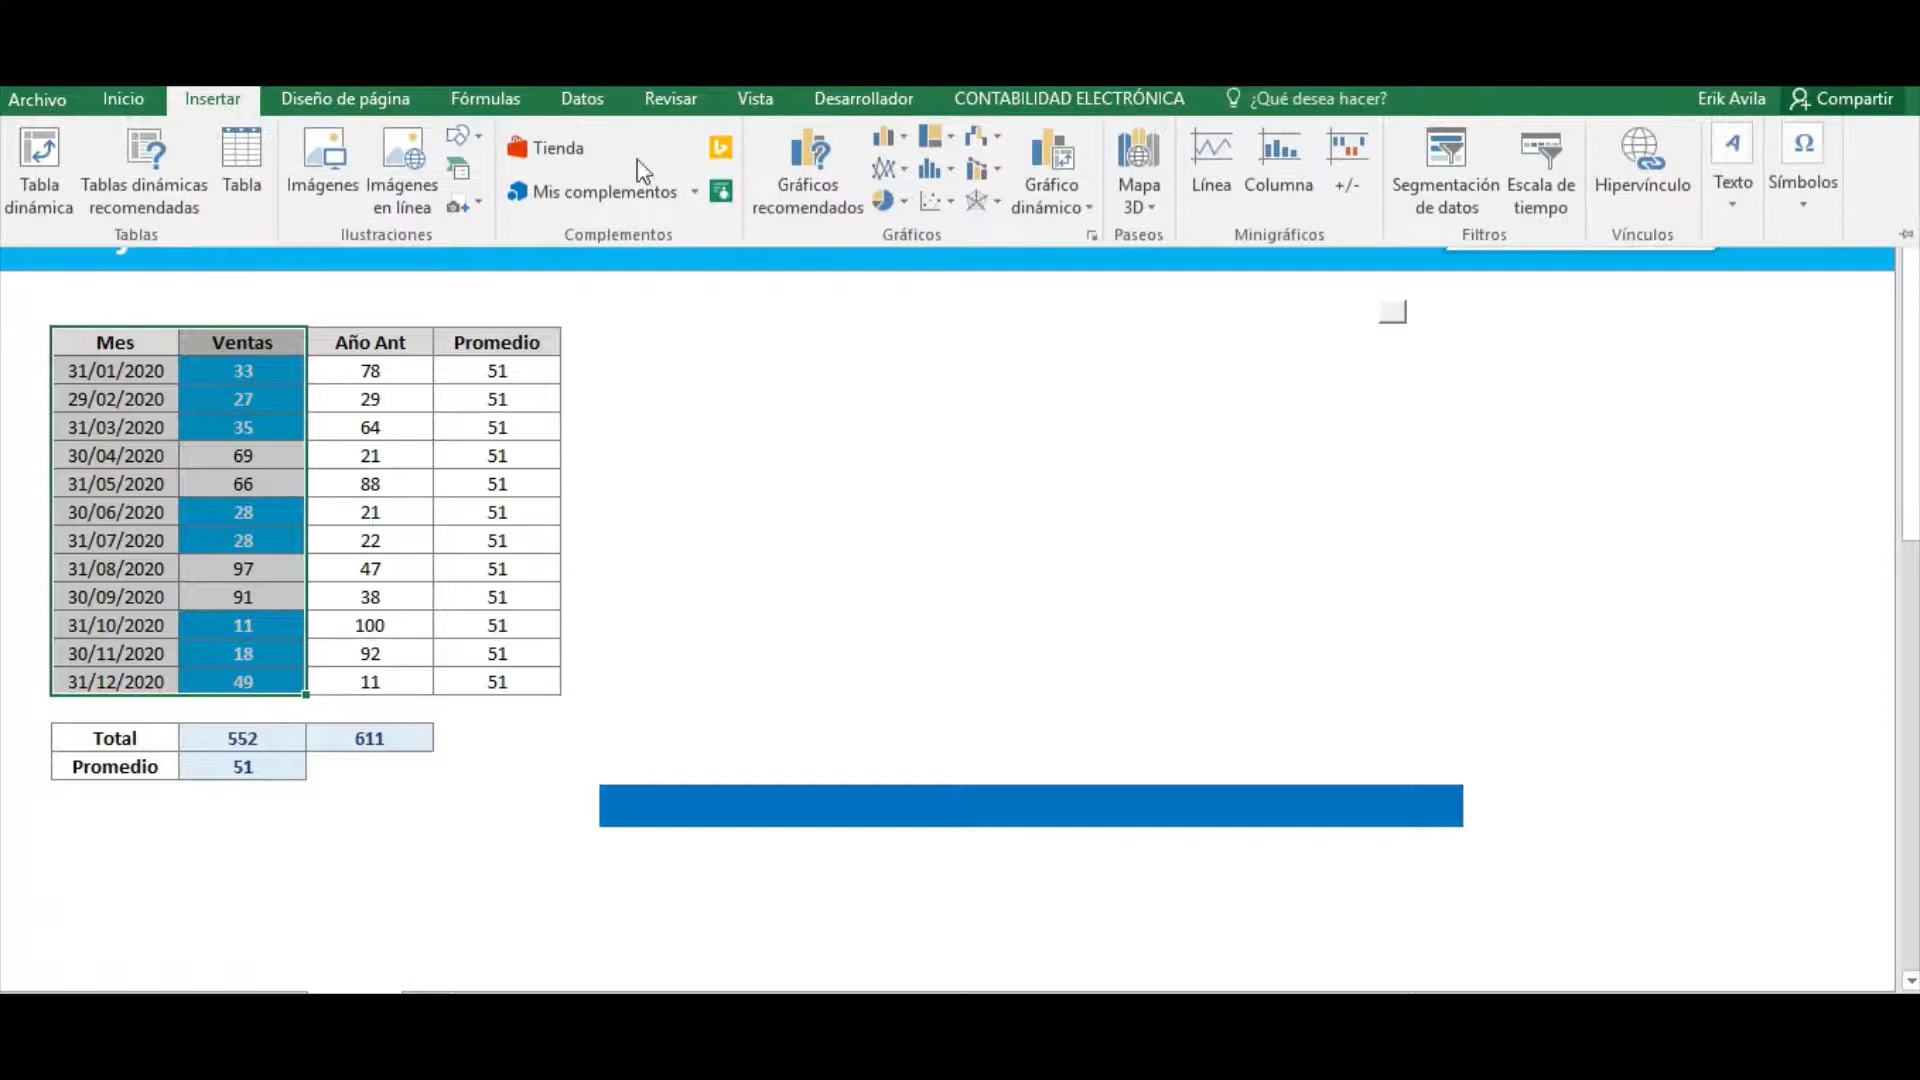 Archivo Inicio Insertar Diseño de página Fórmulas Datos Revisar Vista Desarrollador CONTABILIDAD ELECTRÓNICA ¿Qué desea hacer? Erik Avila Compartir
Tabla dinámica
Tablas dinámicas recomendadas
Tabla
Tablas
Imágenes
Imágenes en línea
Ilustraciones
Tienda
Mis complementos
Complementos
Gráficos recomendados
Gráfico dinámico
Gráficos
Mapa 3D
Paseos
Línea
Columna
+/-
Minigráficos
Segmentación de datos
Escala de tiempo
Filtros
Hipervínculo
Vínculos
A
Texto
Ω
Símbolos
Mes Ventas Año Ant Promedio
31/01/2020 33 78 51
29/02/2020 27 29 51
31/03/2020 35 64 51
30/04/2020 69 21 51
31/05/2020 66 88 51
30/06/2020 28 21 51
31/07/2020 28 22 51
31/08/2020 97 47 51
30/09/2020 91 38 51
31/10/2020 11 100 51
30/11/2020 18 92 51
31/12/2020 49 11 51
Total 552 611
Promedio 51